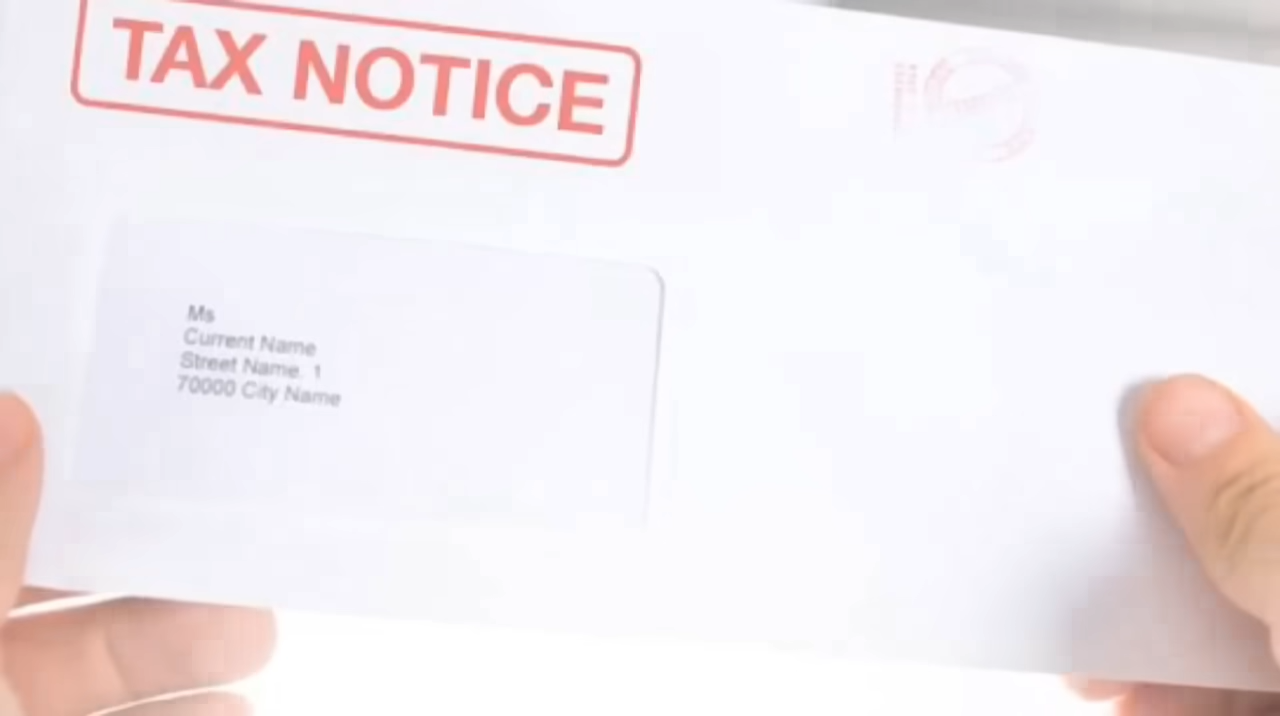 TAX NOTICE
Ms
Current Name
Street Name. 1
70000 City Name